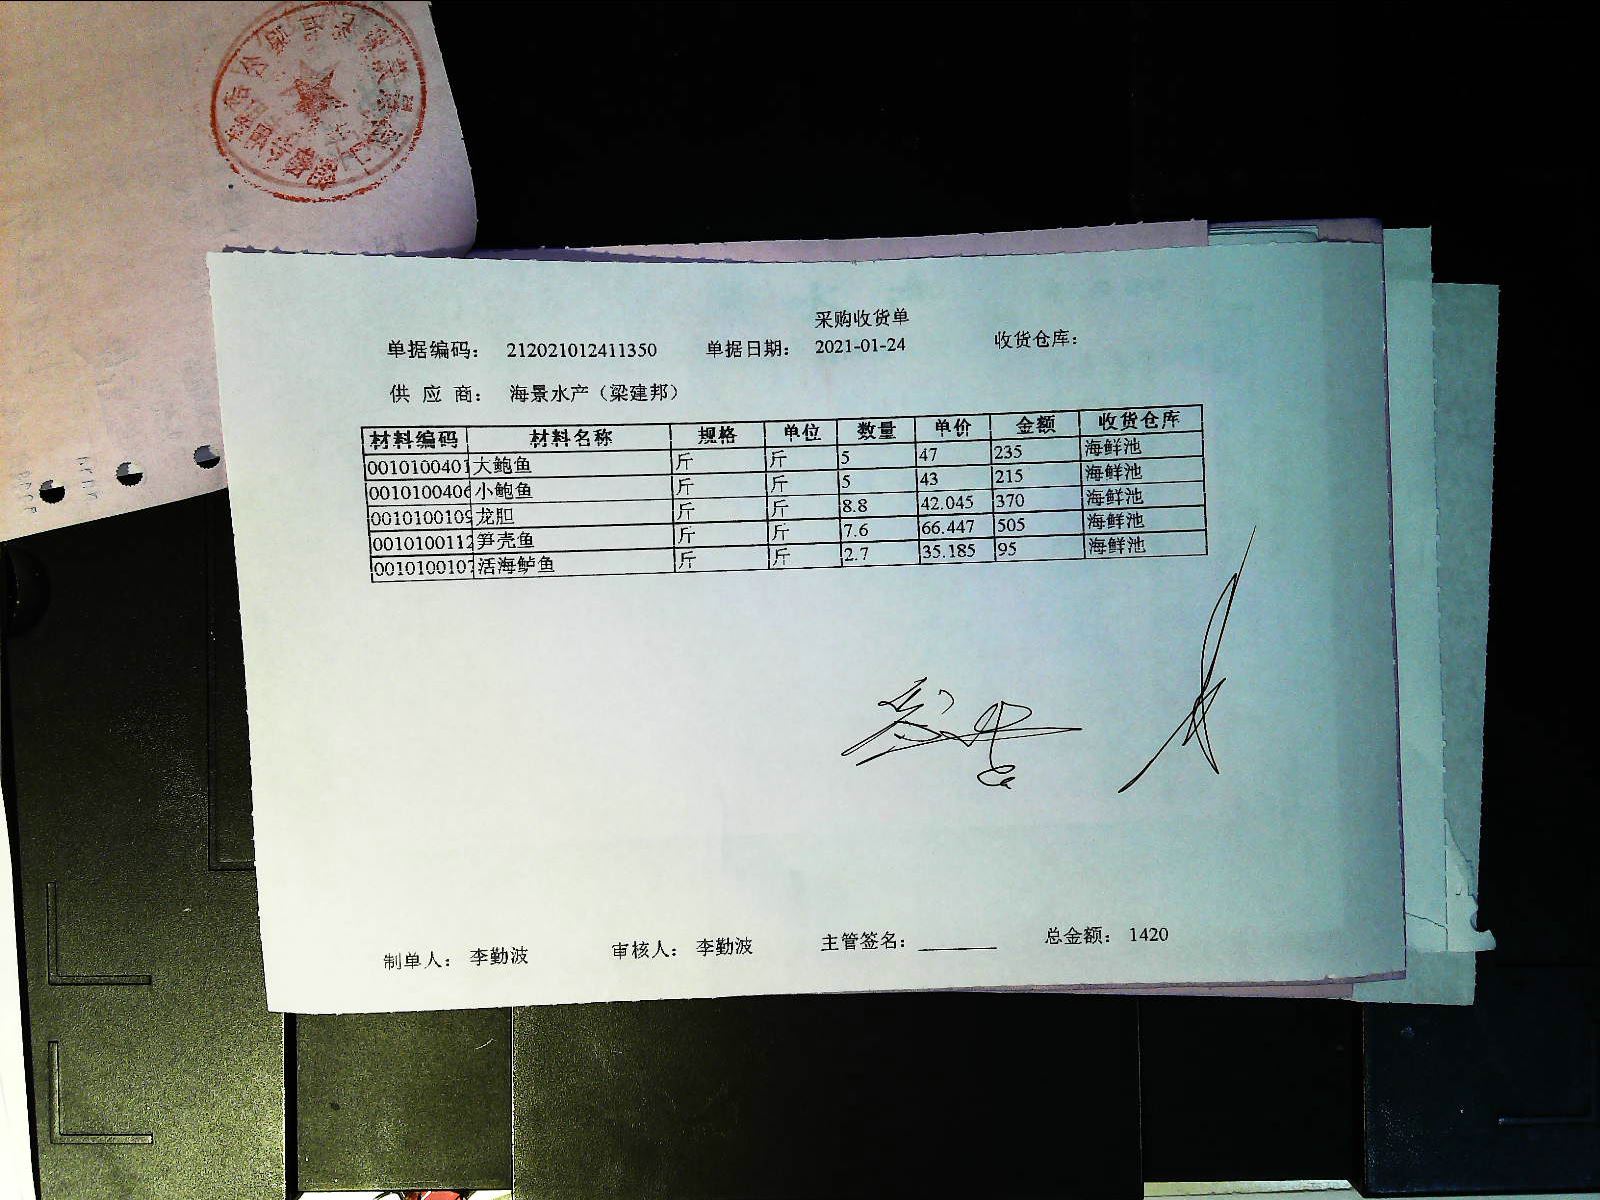 采购收货单
单据编码： 212021012411350 单据日期： 2021-01-24 收货仓库：
供 应 商： 海景水产（梁建邦）
材料编码 材料名称 规格 单位 数量 单价 金额 收货仓库
0010100401 大鲍鱼 斤 斤 5 47 235 海鲜池
0010100406 小鲍鱼 斤 斤 5 43 215 海鲜池
0010100109 龙胆 斤 斤 8.8 42.045 370 海鲜池
0010100112 笋壳鱼 斤 斤 7.6 66.447 505 海鲜池
0010100107 活海鲈鱼 斤 斤 2.7 35.185 95 海鲜池
制单人： 李勤波 审核人： 李勤波 主管签名： 总金额： 1420